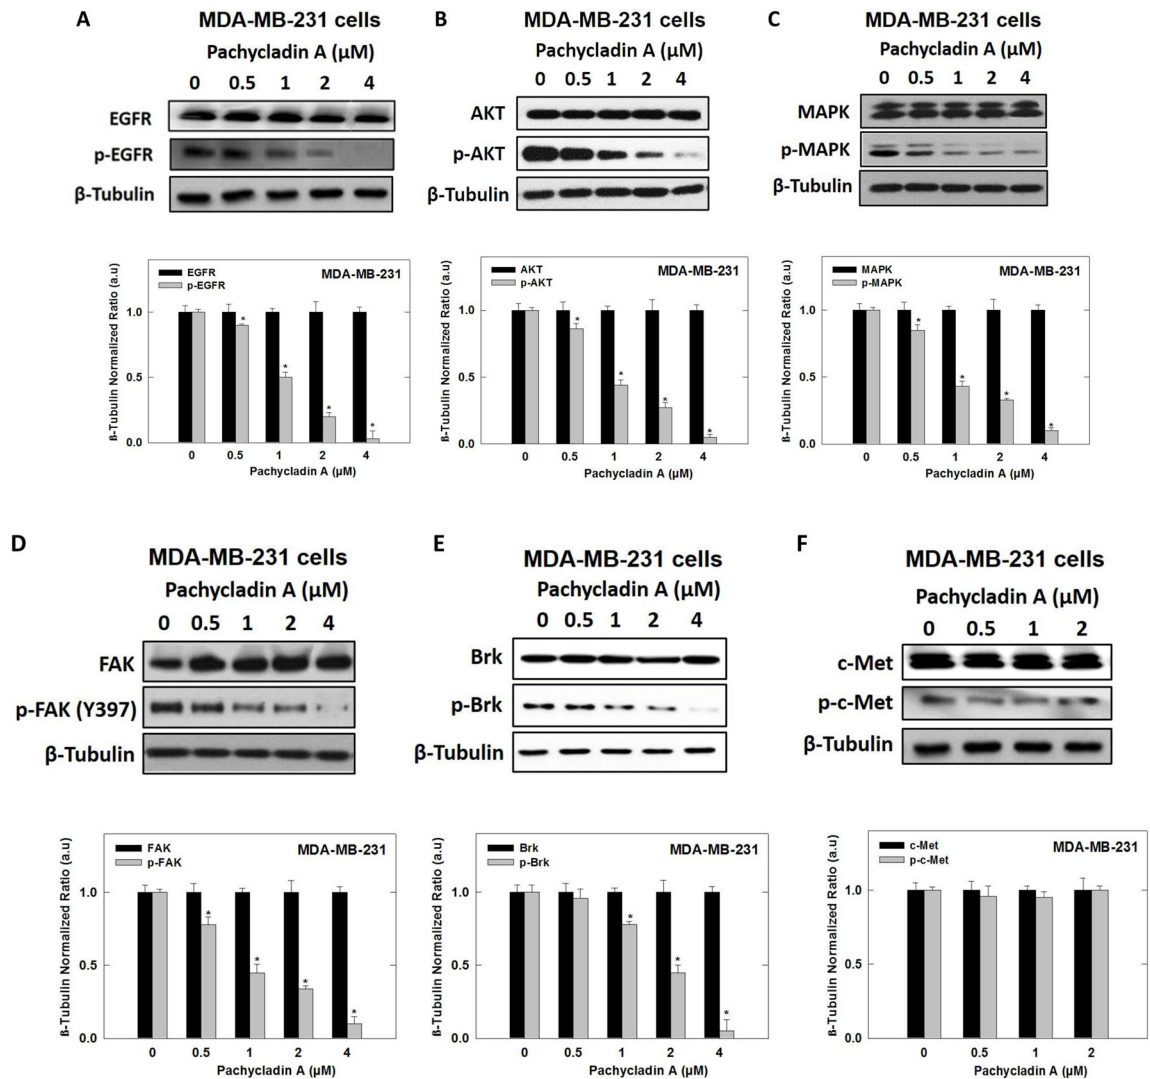 A
MDA-MB-231 cells
Pachycladin A (µM)
0 0.5 1 2 4
EGFR
p-EGFR
β-Tubulin
EGFR
p-EGFR
MDA-MB-231
ß-Tubulin Normalized Ratio (a.u)
1.0
0.5
0.0
0 0.5 1 2 4
Pachycladin A (µM)
B
MDA-MB-231 cells
Pachycladin A (µM)
0 0.5 1 2 4
AKT
p-AKT
β-Tubulin
AKT
p-AKT
MDA-MB-231
ß-Tubulin Normalized Ratio (a.u)
1.0
0.5
0.0
0 0.5 1 2 4
Pachycladin A (µM)
C
MDA-MB-231 cells
Pachycladin A (µM)
0 0.5 1 2 4
MAPK
p-MAPK
β-Tubulin
MAPK
p-MAPK
MDA-MB-231
ß-Tubulin Normalized Ratio (a.u)
1.0
0.5
0.0
0 0.5 1 2 4
Pachycladin A (µM)
D
MDA-MB-231 cells
Pachycladin A (µM)
0 0.5 1 2 4
FAK
p-FAK (Y397)
β-Tubulin
FAK
p-FAK
MDA-MB-231
ß-Tubulin Normalized Ratio (a.u)
1.0
0.5
0.0
0 0.5 1 2 4
Pachycladin A (µM)
E
MDA-MB-231 cells
Pachycladin A (µM)
0 0.5 1 2 4
Brk
p-Brk
β-Tubulin
Brk
p-Brk
MDA-MB-231
ß-Tubulin Normalized Ratio (a.u)
1.0
0.5
0.0
0 0.5 1 2 4
Pachycladin A (µM)
F
MDA-MB-231 cells
Pachycladin A (µM)
0 0.5 1 2
c-Met
p-c-Met
β-Tubulin
c-Met
p-c-Met
MDA-MB-231
ß-Tubulin Normalized Ratio (a.u)
1.0
0.5
0.0
0 0.5 1 2
Pachycladin A (µM)